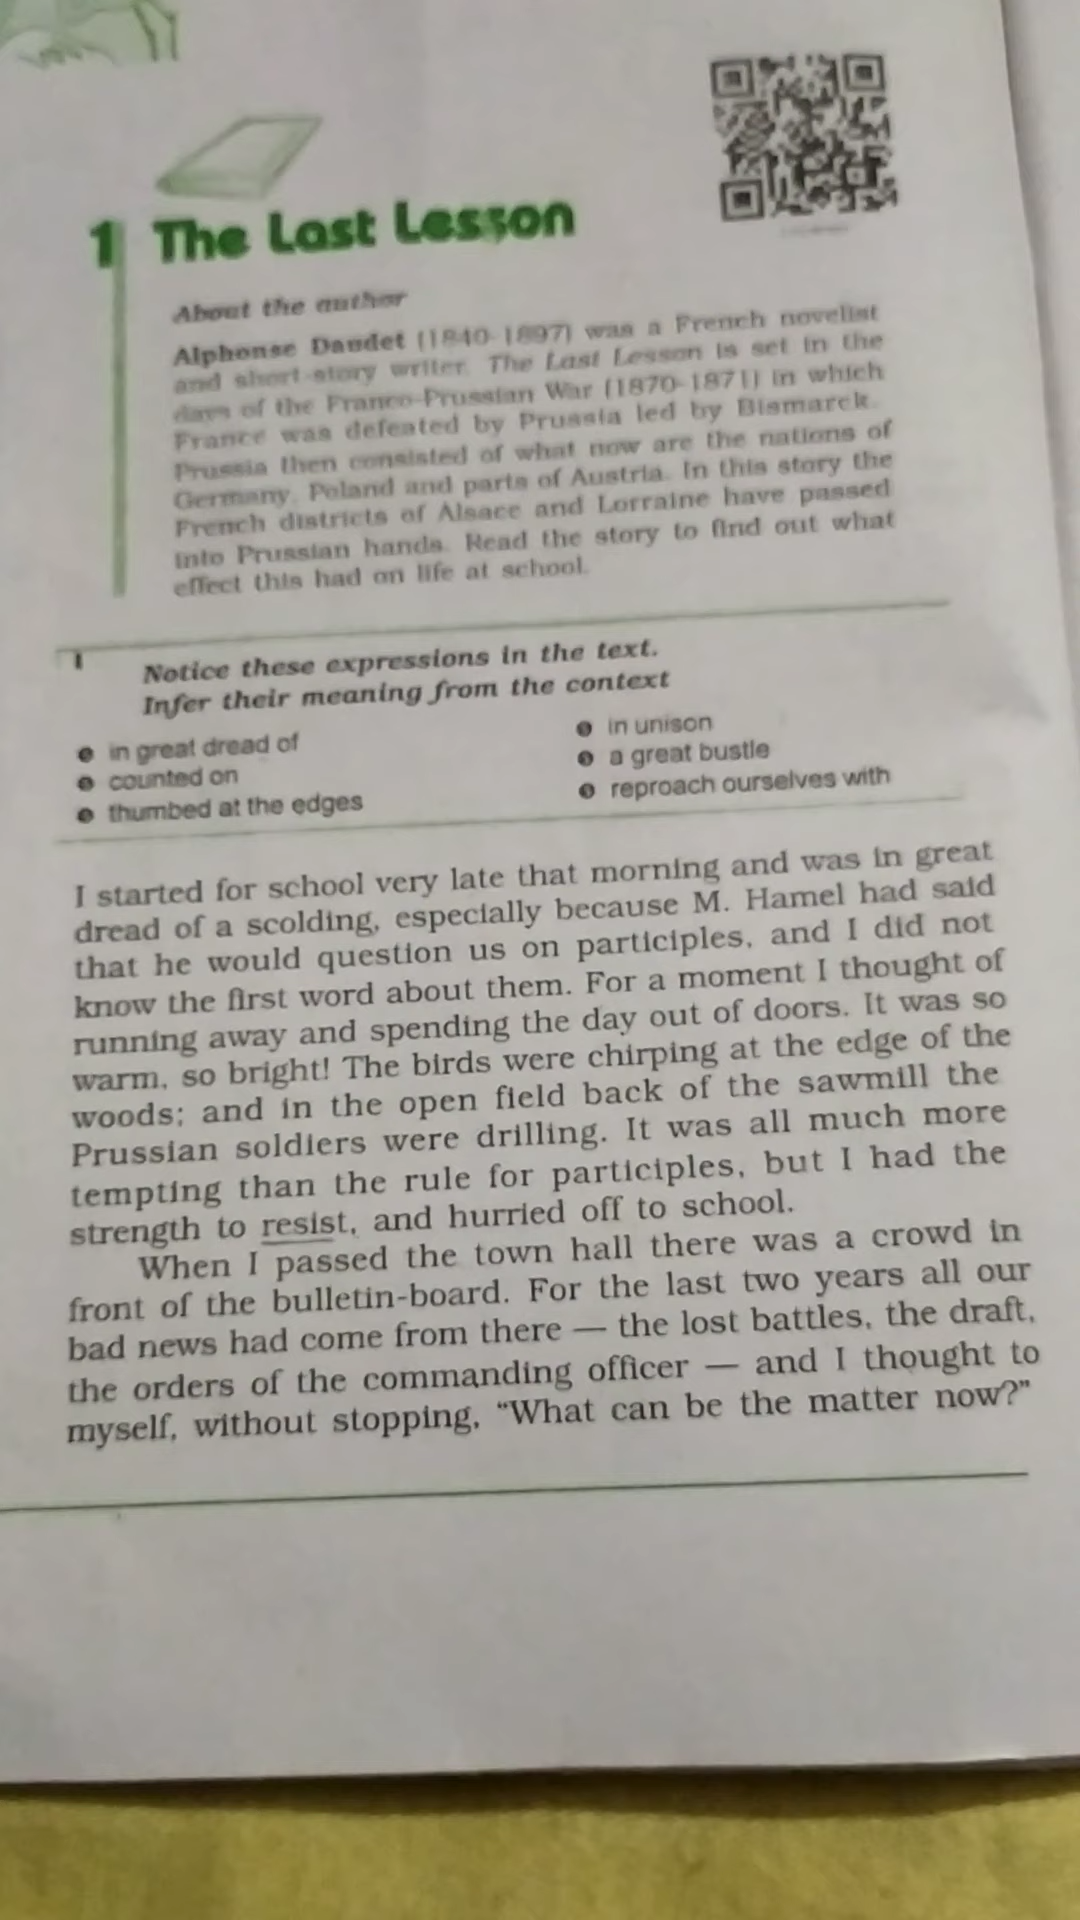 1 The Last Lesson
About the author
Alphonse Daudet (1840-1897) was a French novelist
and short-story writer. The Last Lesson is set in the
days of the Franco-Prussian War (1870-1871) in which
France was defeated by Prussia led by Bismarck.
Prussia then consisted of what now are the nations of
Germany, Poland and parts of Austria. In this story the
French districts of Alsace and Lorraine have passed
into Prussian hands. Read the story to find out what
effect this had on life at school.
Notice these expressions in the text.
Infer their meaning from the context
in great dread of
counted on
thumbed at the edges
in unison
a great bustle
reproach ourselves with
I started for school very late that morning and was in great
dread of a scolding, especially because M. Hamel had said
that he would question us on participles, and I did not
know the first word about them. For a moment I thought of
running away and spending the day out of doors. It was so
warm, so bright! The birds were chirping at the edge of the
woods; and in the open field back of the sawmill the
Prussian soldiers were drilling. It was all much more
tempting than the rule for participles, but I had the
strength to resist, and hurried off to school.
When I passed the town hall there was a crowd in
front of the bulletin-board. For the last two years all our
bad news had come from there — the lost battles, the draft,
the orders of the commanding officer — and I thought to
myself, without stopping, “What can be the matter now?”